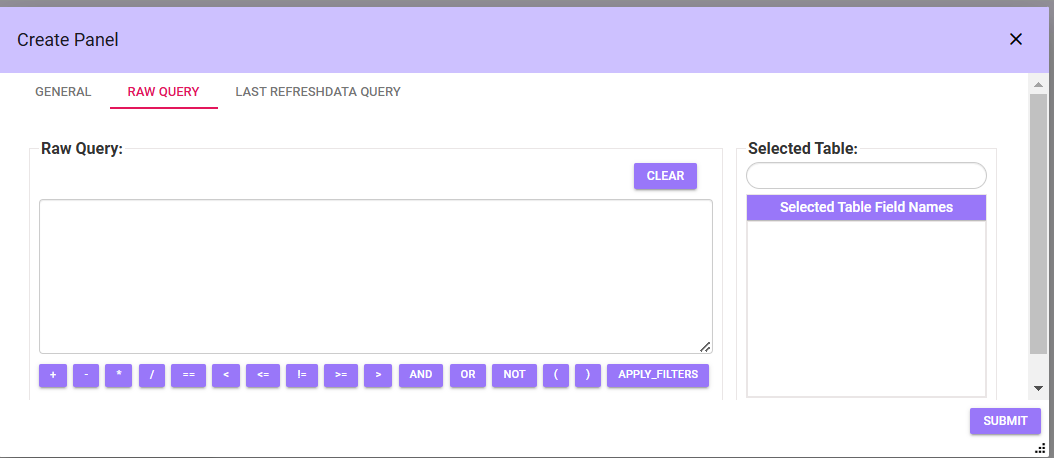 Create Panel
GENERAL RAW QUERY LAST REFRESHDATA QUERY
Raw Query:
CLEAR
+ - * / == < <= != >= > AND OR NOT ( ) APPLY_FILTERS
Selected Table:
Selected Table Field Names
SUBMIT